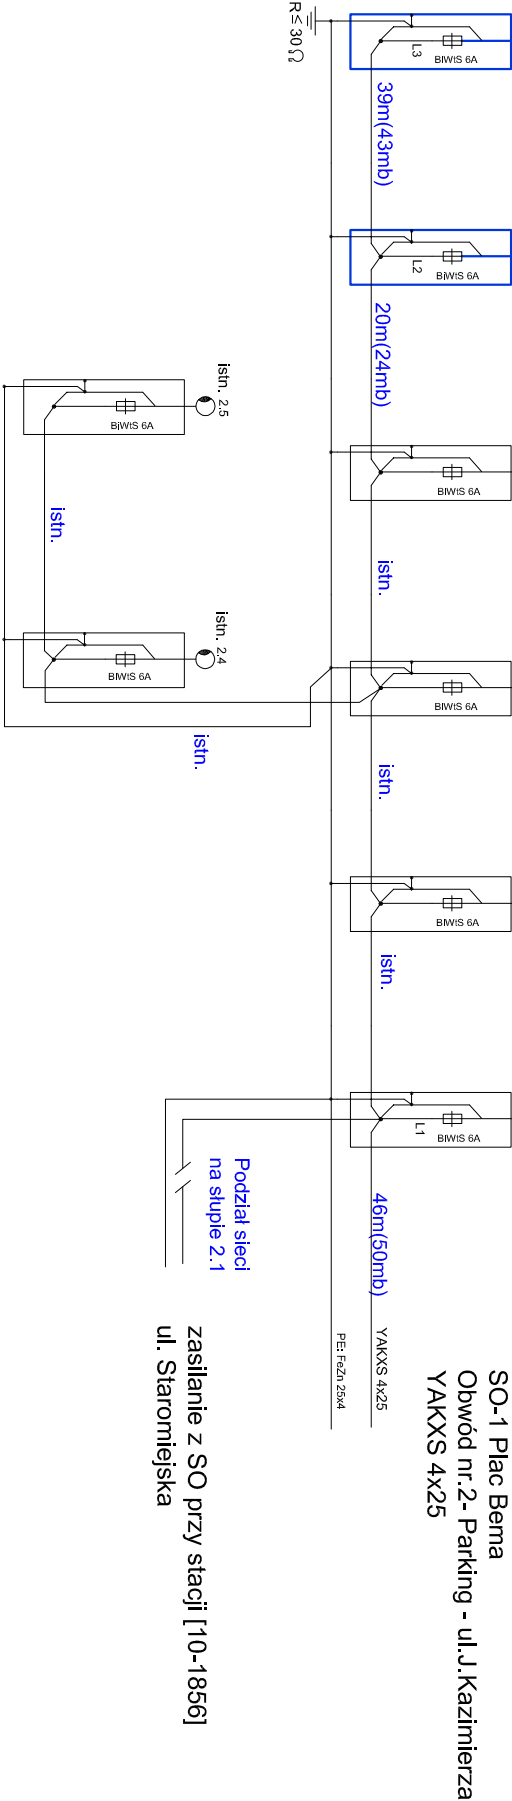 SO-1 Plac Bema
Obwód nr.2- Parking - ul.J.Kazimierza
YAKXS 4x25
R ≤ 30 Ω
L3
BiWtS 6A
39m(43mb)
L2
BiWtS 6A
20m(24mb)
BiWtS 6A
istn.
BiWtS 6A
istn.
BiWtS 6A
istn.
L1
BiWtS 6A
46m(50mb)
YAKXS 4x25
PE: FeZn 25x4
istn. 2.5
BiWtS 6A
istn.
istn. 2.4
BiWtS 6A
istn.
Podział sieci
na słupie 2.1
zasilanie z SO przy stacji [10-1856]
ul. Staromiejska